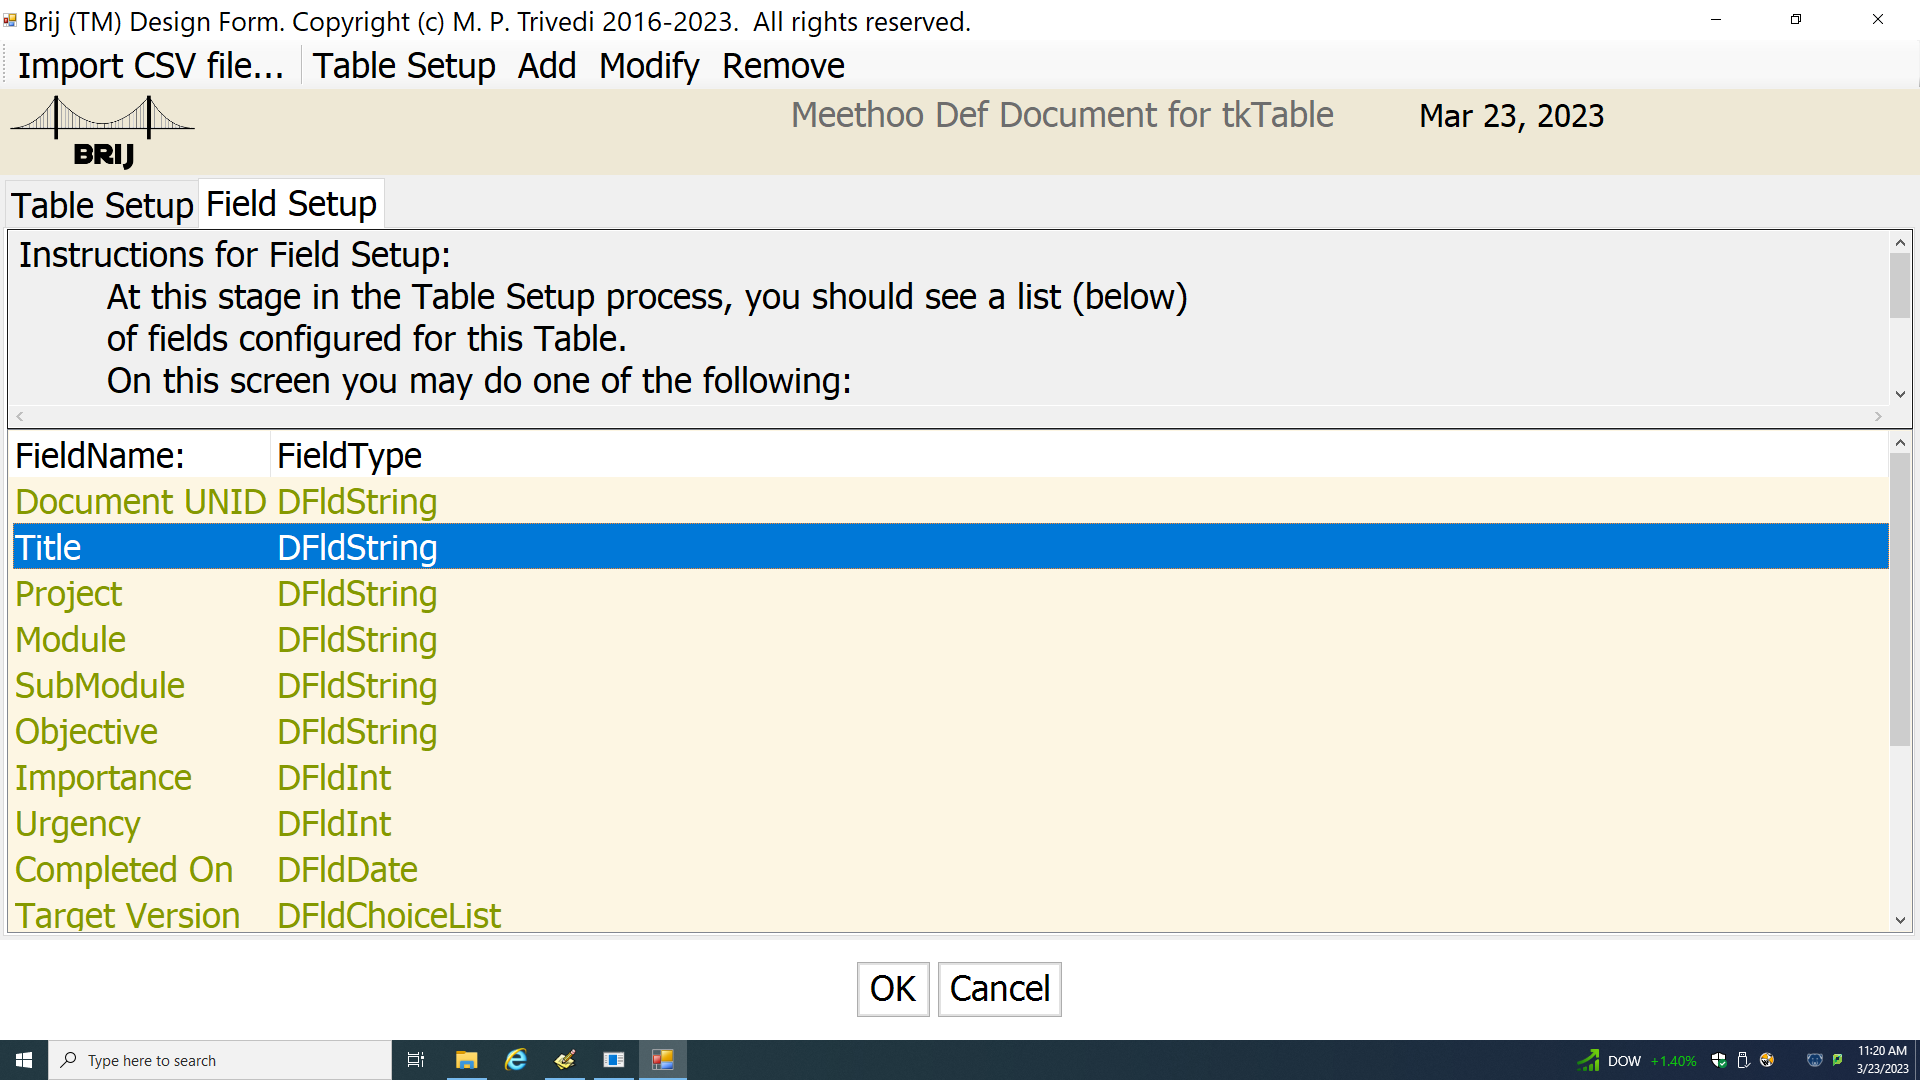 Brij (TM) Design Form. Copyright (c) M. P. Trivedi 2016-2023.  All rights reserved.
Import CSV file... Table Setup Add Modify Remove
Meethoo Def Document for tkTable Mar 23, 2023
BRIJ
Table Setup Field Setup
Instructions for Field Setup:
At this stage in the Table Setup process, you should see a list (below)
of fields configured for this Table.
On this screen you may do one of the following:
FieldName: FieldType
Document UNID DFldString
Title DFldString
Project DFldString
Module DFldString
SubModule DFldString
Objective DFldString
Importance DFldInt
Urgency DFldInt
Completed On DFldDate
Target Version DFldChoiceList
OK Cancel
Type here to search DOW +1.40% 11:20 AM
3/23/2023